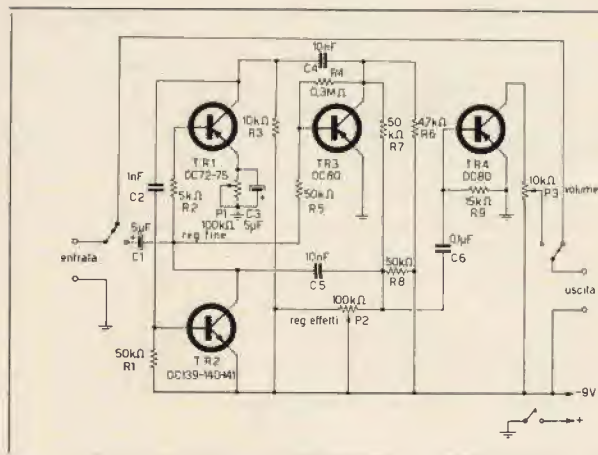 10nF
C4
R4
0,3MΩ
10kΩ
R3
50
kΩ
R7
47kΩ
R6
TR1
OC72-75
TR3
OC80
TR4
OC80
10kΩ
P3
volume
1nF
C2
5kΩ
R2
P1
100kΩ
C3
5µF
50kΩ
R5
15kΩ
R9
5µF
C1
reg fine
entrata
10nF
C5
50kΩ
R8
0,1µF
C6
100kΩ
reg effetti
P2
uscita
50kΩ
R1
TR2
OC139-140-141
-9V
+